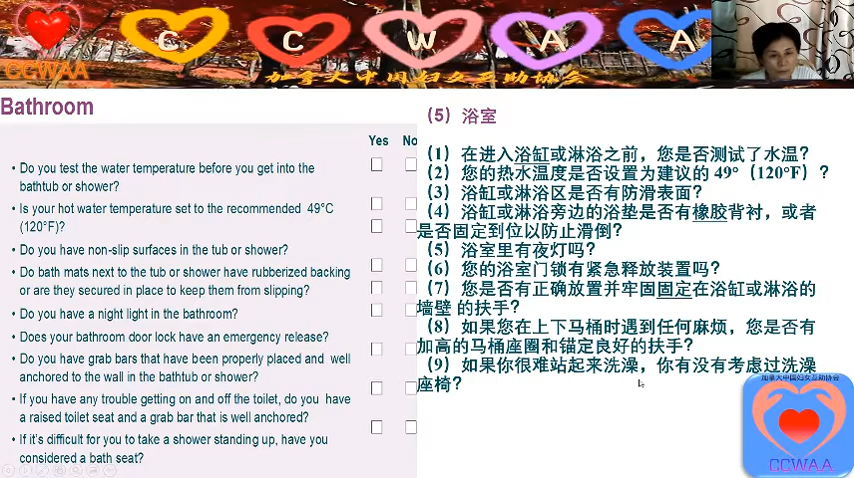 C C W A A
CCWAA
加拿大中国妇女互助协会
Bathroom
Yes No
• Do you test the water temperature before you get into the
bathtub or shower?
• Is your hot water temperature set to the recommended 49°C
(120°F)?
• Do you have non-slip surfaces in the tub or shower?
• Do bath mats next to the tub or shower have rubberized backing
or are they secured in place to keep them from slipping?
• Do you have a night light in the bathroom?
• Does your bathroom door lock have an emergency release?
• Do you have grab bars that have been properly placed and well
anchored to the wall in the bathtub or shower?
• If you have any trouble getting on and off the toilet, do you have
a raised toilet seat and a grab bar that is well anchored?
• If it's difficult for you to take a shower standing up, have you
considered a bath seat?
（5）浴室
（1）在进入浴缸或淋浴之前，您是否测试了水温？
（2）您的热水温度是否设置为建议的 49°（120°F）？
（3）浴缸或淋浴区是否有防滑表面？
（4）浴缸或淋浴旁边的浴垫是否有橡胶背衬，或者
是否固定到位以防止滑倒？
（5）浴室里有夜灯吗？
（6）您的浴室门锁有紧急释放装置吗？
（7）您是否有正确放置并牢固固定在浴缸或淋浴的
墙壁 的扶手？
（8）如果您在上下马桶时遇到任何麻烦，您是否有
加高的马桶座圈和锚定良好的扶手？
（9）如果你很难站起来洗澡，你有没有考虑过洗澡
座椅？
加拿大中国妇女互助协会
CCWAA